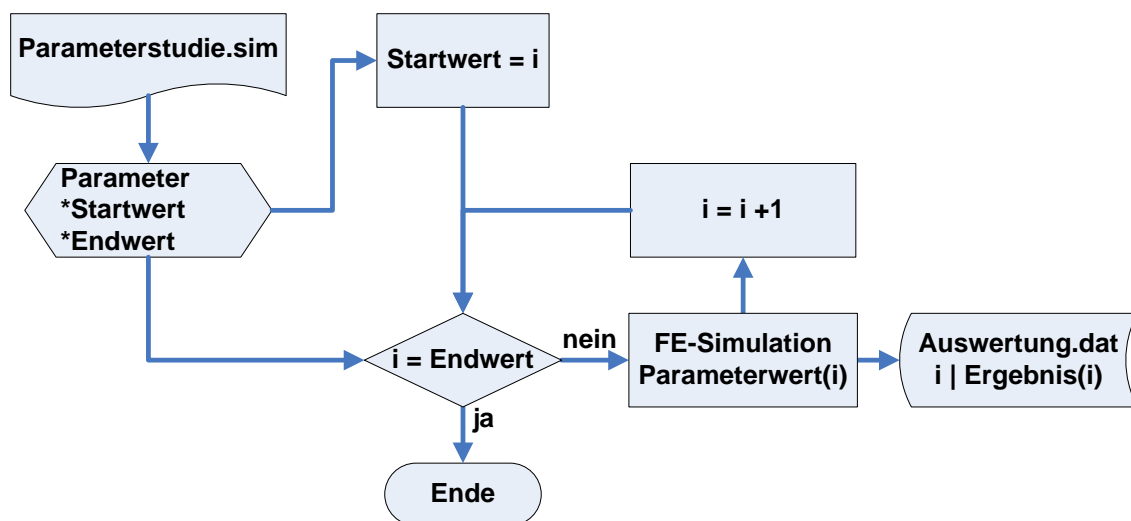 Parameterstudie.sim
Startwert = i
Parameter
*Startwert
*Endwert
i = i +1
i = Endwert
nein
FE-Simulation
Parameterwert(i)
Auswertung.dat
i | Ergebnis(i)
ja
Ende